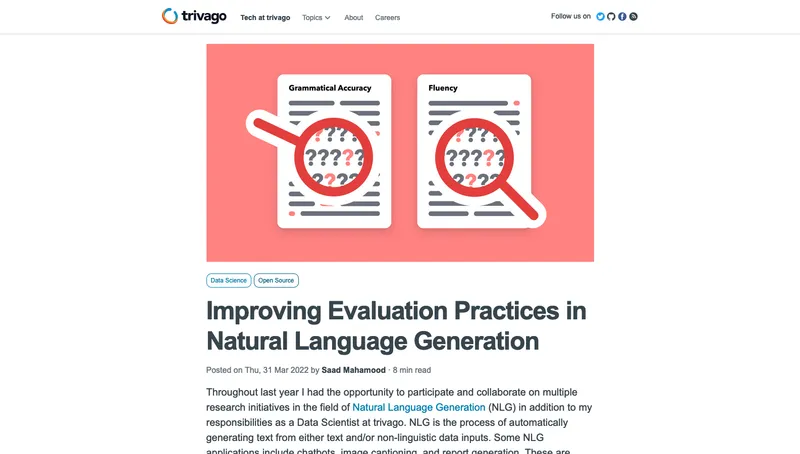 trivago
Tech at trivago Topics About Careers
Follow us on
Grammatical Accuracy
Fluency
????
?????
?? ??
????
?????
?? ??
Data Science Open Source
Improving Evaluation Practices in
Natural Language Generation
Posted on Thu, 31 Mar 2022 by Saad Mahamood · 8 min read
Throughout last year I had the opportunity to participate and collaborate on multiple
research initiatives in the field of Natural Language Generation (NLG) in addition to my
responsibilities as a Data Scientist at trivago. NLG is the process of automatically
generating text from either text and/or non-linguistic data inputs. Some NLG
applications include chatbots, image captioning, and report generation. These are